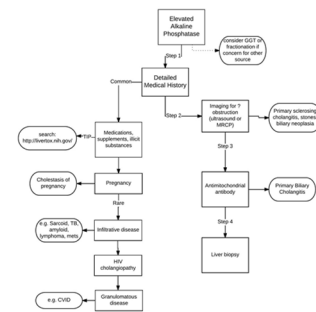 Elevated
Alkaline
Phosphatase
consider GGT or
fractionation if
concern for other
source
Step 1
Detailed
Medical History
Common
Step 2
Medications,
supplements, illicit
substances
TIP
search:
http://livertox.nih.gov/
Imaging for ?
obstruction
(ultrasound or
MRCP)
Primary sclerosing
cholangitis, stones
biliary neoplasia
Step 3
Cholestasis of
pregnancy
Pregnancy
Antimitochondrial
antibody
Primary Biliary
Cholangitis
Rare
e.g. Sarcoid, TB,
amyloid,
lymphoma, mets
Infiltrative disease
Step 4
Liver biopsy
HIV
cholangiopathy
e.g. CVID
Granulomatous
disease